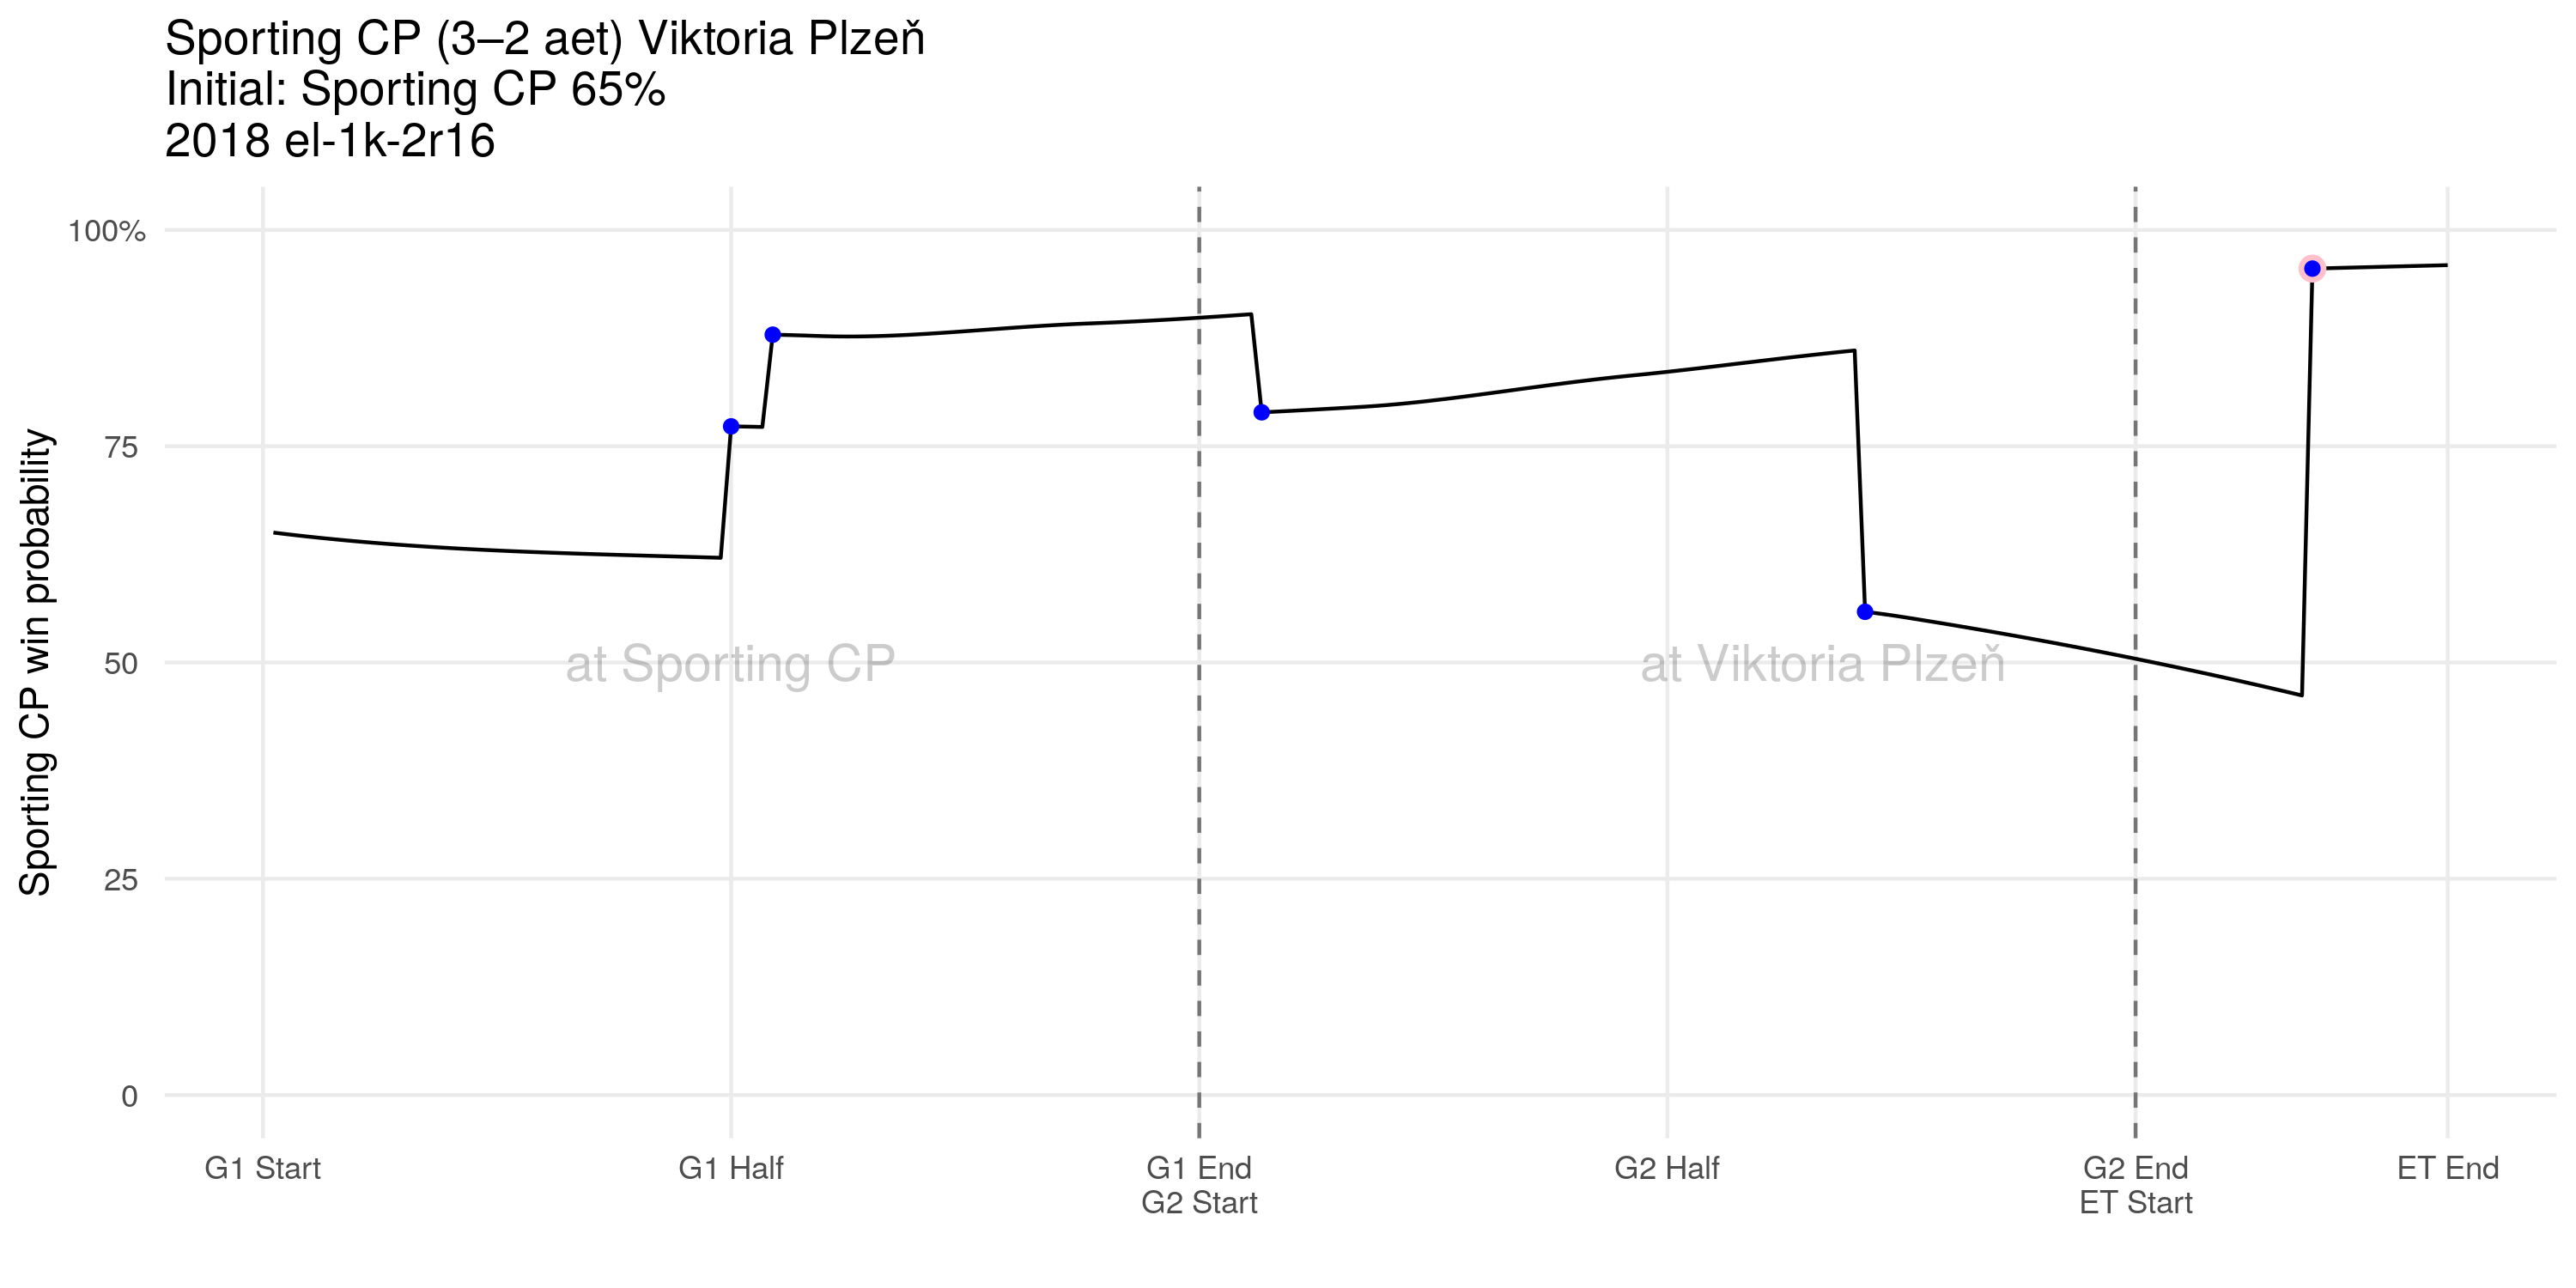 Sporting CP (3–2 aet) Viktoria Plzeň
Initial: Sporting CP 65%
2018 el-1k-2r16
Sporting CP win probability
100%
75
50
25
0
at Sporting CP
at Viktoria Plzeň
G1 Start
G1 Half
G1 End
G2 Start
G2 Half
G2 End
ET Start
ET End